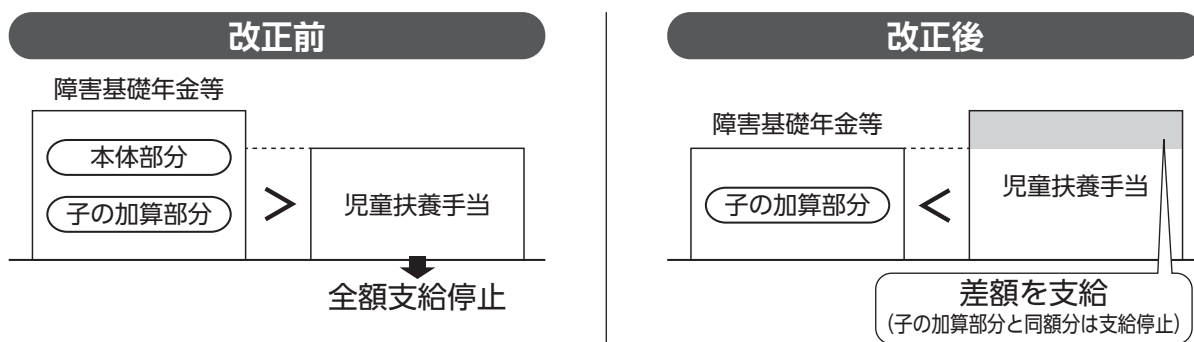 改正前
障害基礎年金等
本体部分
子の加算部分
>
児童扶養手当
全額支給停止
改正後
障害基礎年金等
子の加算部分
<
児童扶養手当
差額を支給
(子の加算部分と同額分は支給停止)